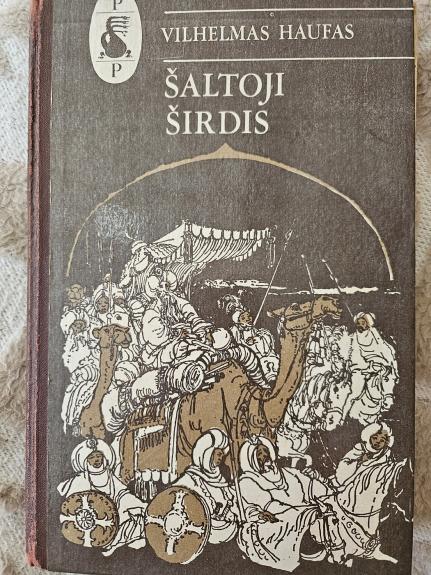 P
P
VILHELMAS HAUFAS
ŠALTOJI
ŠIRDIS